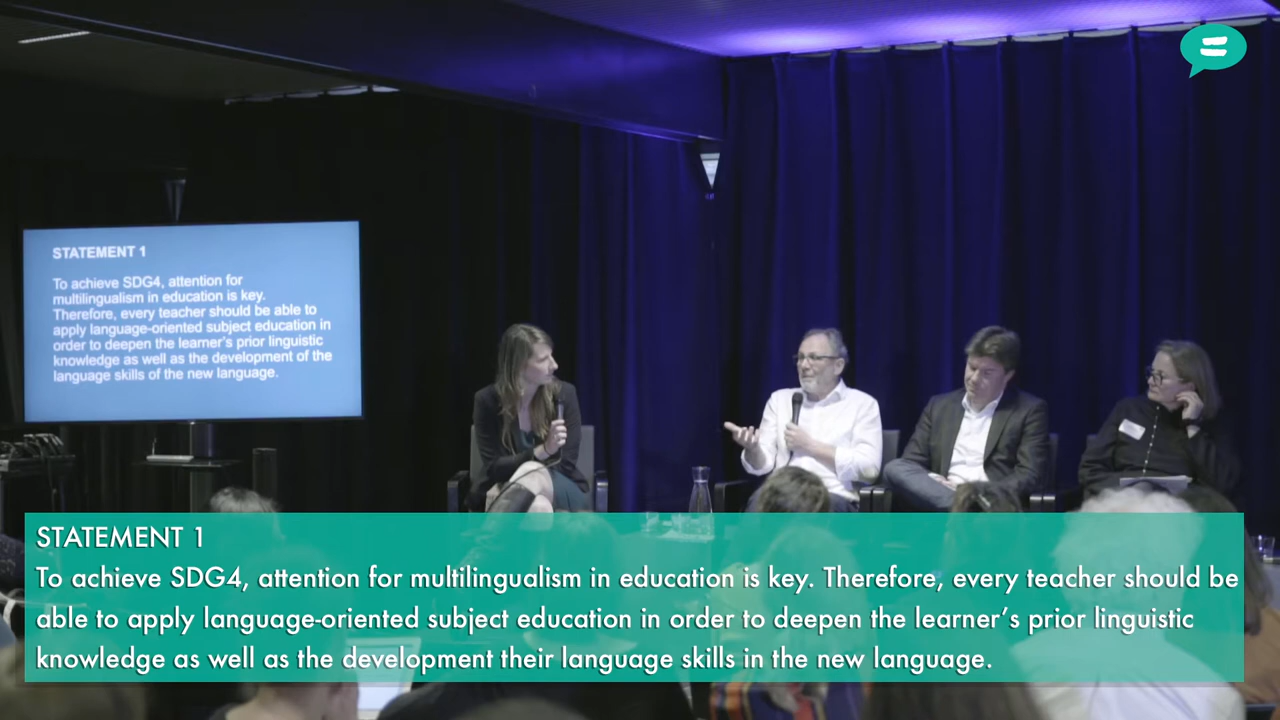 STATEMENT 1
To achieve SDG4, attention for
multilingualism in education is key.
Therefore, every teacher should be able to
apply language-oriented subject education in
order to deepen the learner's prior linguistic
knowledge as well as the development of the
language skills of the new language.
STATEMENT 1
To achieve SDG4, attention for multilingualism in education is key. Therefore, every teacher should be
able to apply language-oriented subject education in order to deepen the learner’s prior linguistic
knowledge as well as the development their language skills in the new language.